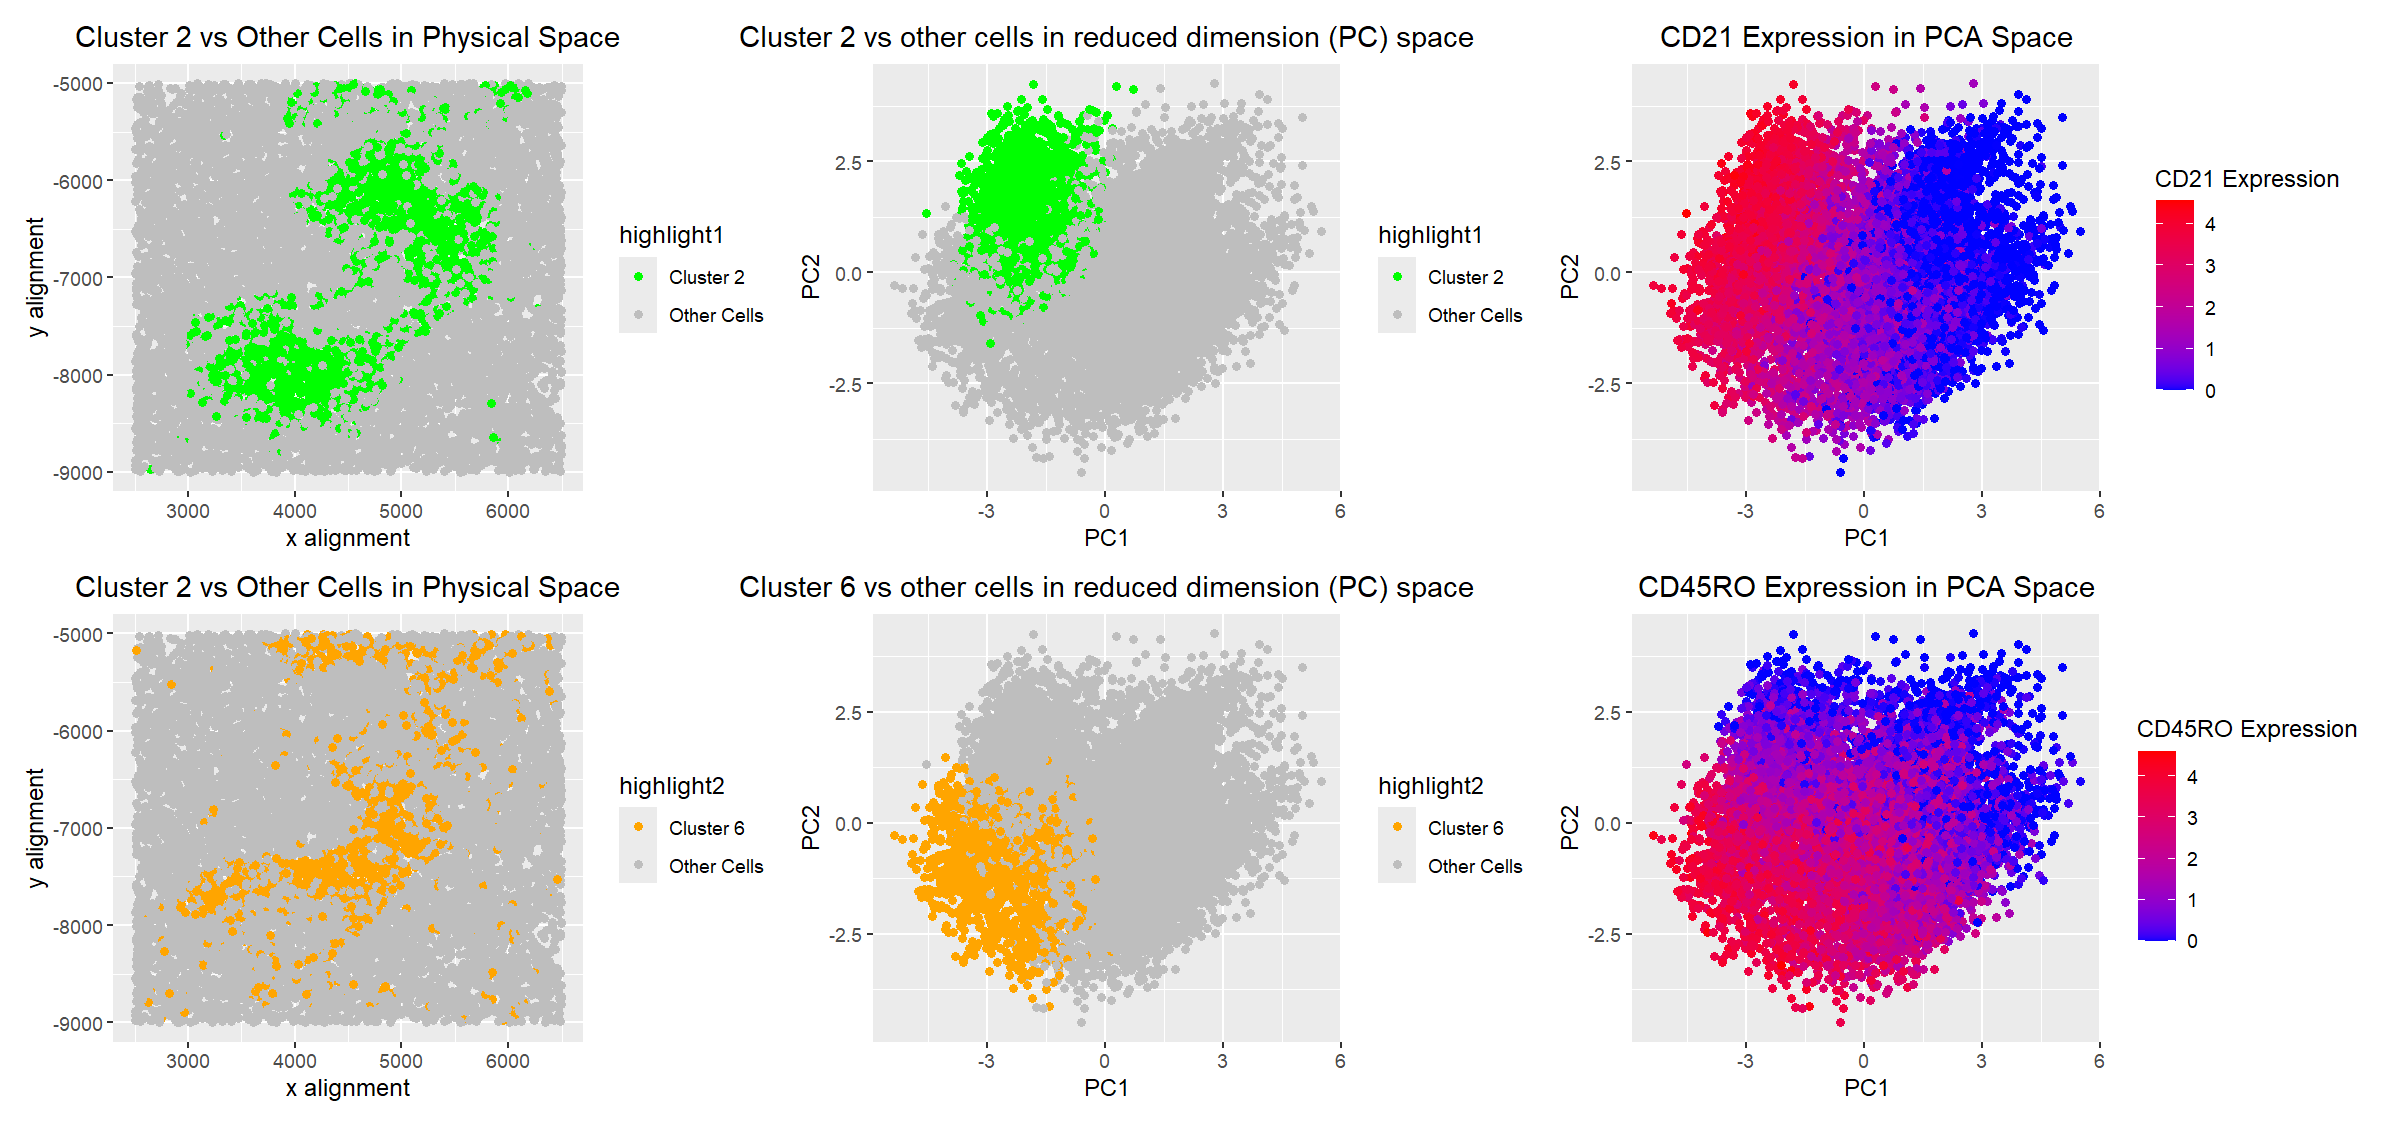 Cluster 2 vs Other Cells in Physical Space
-5000
-6000
-7000
-8000
-9000
y alignment
3000 4000 5000 6000
x alignment
highlight1
Cluster 2
Other Cells
Cluster 2 vs other cells in reduced dimension (PC) space
2.5
0.0
-2.5
PC2
-3 0 3 6
PC1
highlight1
Cluster 2
Other Cells
CD21 Expression in PCA Space
2.5
0.0
-2.5
PC2
-3 0 3 6
PC1
CD21 Expression
4
3
2
1
0
Cluster 2 vs Other Cells in Physical Space
-5000
-6000
-7000
-8000
-9000
y alignment
3000 4000 5000 6000
x alignment
highlight2
Cluster 6
Other Cells
Cluster 6 vs other cells in reduced dimension (PC) space
2.5
0.0
-2.5
PC2
-3 0 3 6
PC1
highlight2
Cluster 6
Other Cells
CD45RO Expression in PCA Space
2.5
0.0
-2.5
PC2
-3 0 3 6
PC1
CD45RO Expression
4
3
2
1
0